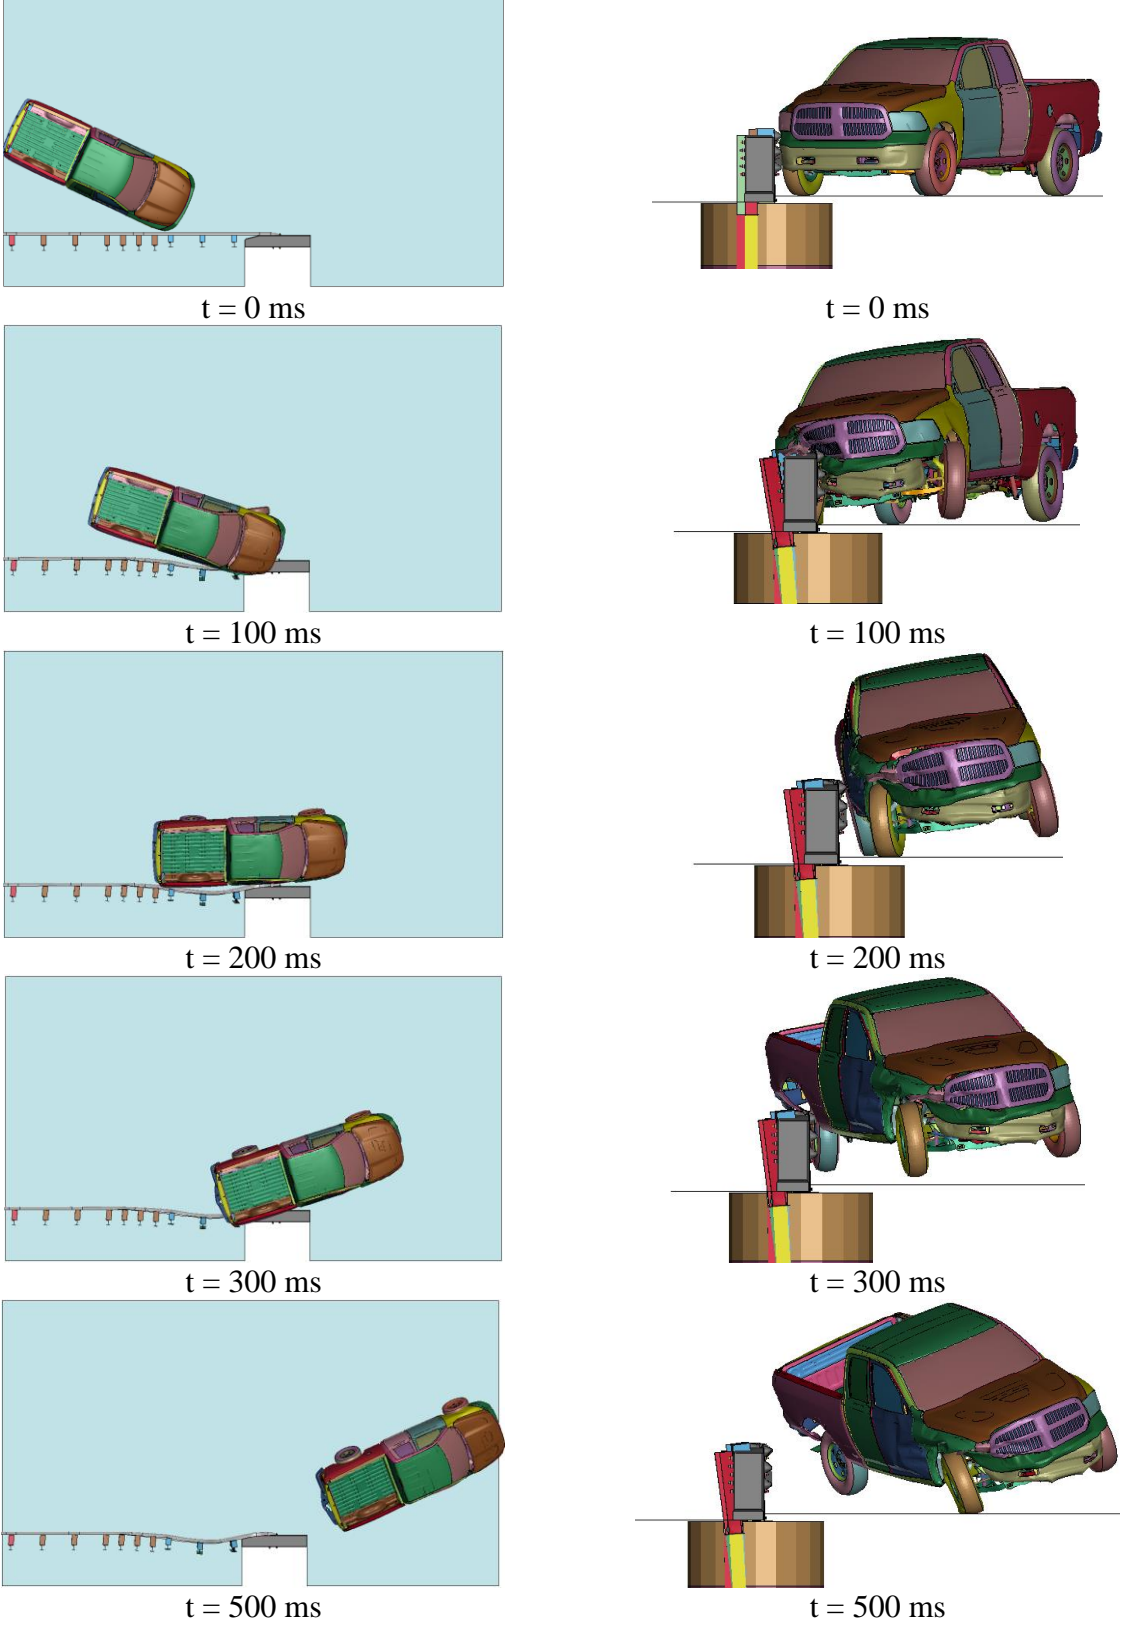 t = 0 ms
t = 0 ms
t = 100 ms
t = 100 ms
t = 200 ms
t = 200 ms
t = 300 ms
t = 300 ms
t = 500 ms
t = 500 ms